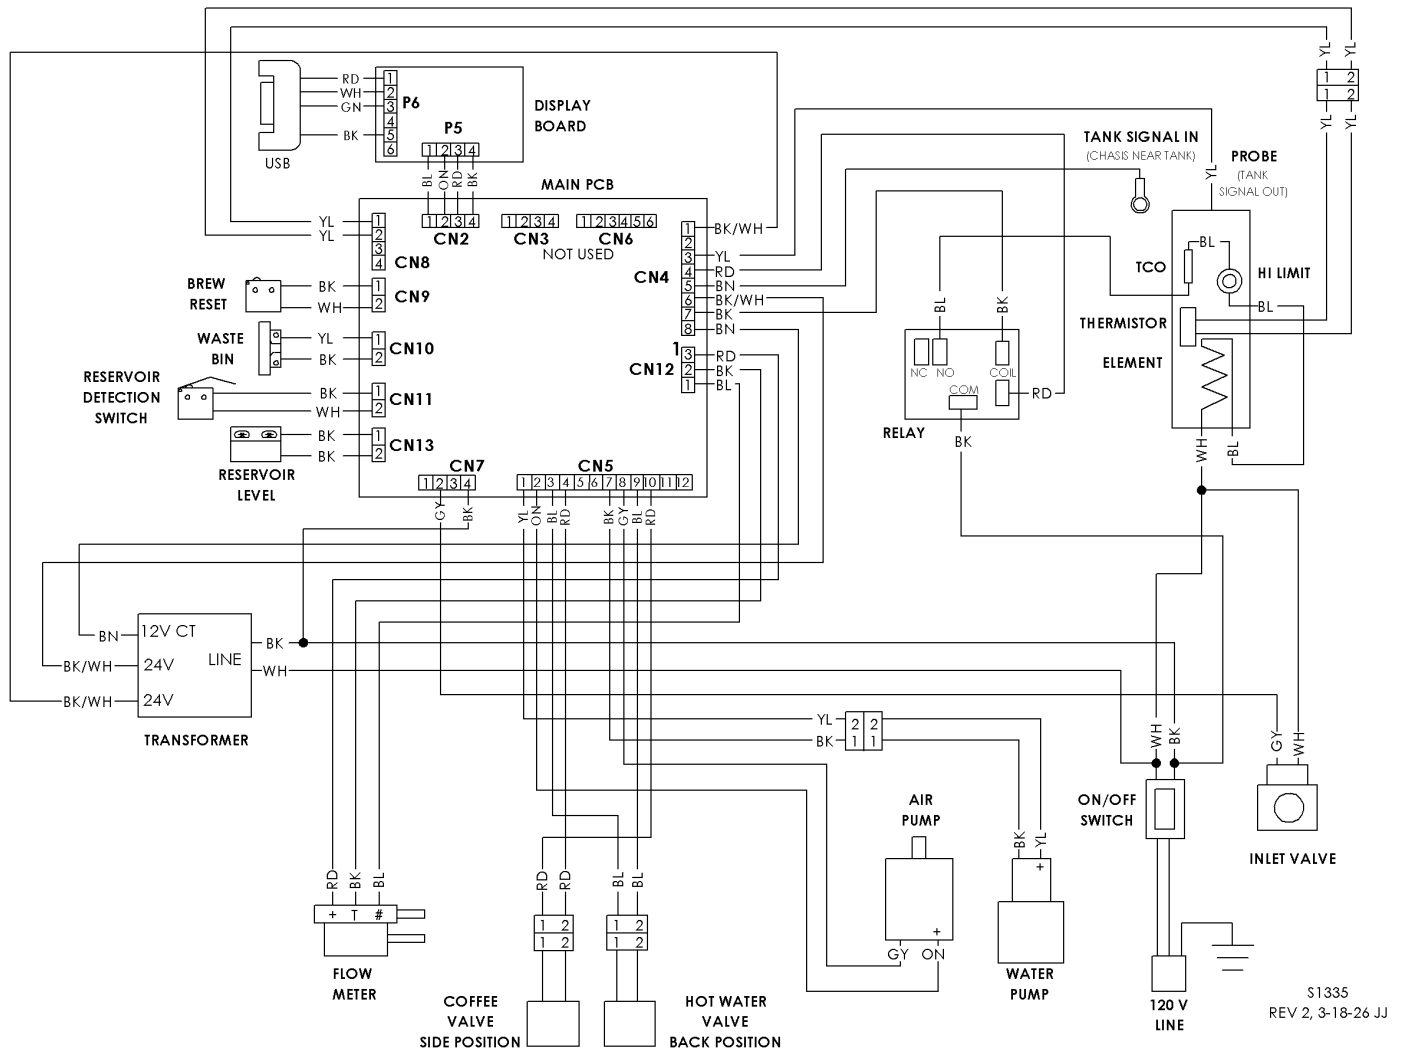 YL
YL
1 2
1 2
YL
YL
USB
RD
WH
GN
BK
1
2
3
4
5
6
P6
P5
1 2 3 4
DISPLAY
BOARD
BL
ON
RD
BK
MAIN PCB
1 2 3 4
CN2
1 2 3 4
CN3
1 2 3 4 5 6
CN6
NOT USED
TANK SIGNAL IN
(CHASIS NEAR TANK)
PROBE
(TANK
SIGNAL OUT)
YL
YL
YL
1
2
3
4
CN8
BREW
RESET
BK
WH
1
2
CN9
WASTE
BIN
YL
BK
1
2
CN10
RESERVOIR
DETECTION
SWITCH
BK
WH
1
2
CN11
BK
BK
1
2
CN13
RESERVOIR
LEVEL
CN4
1
2
3
4
5
6
7
8
BK/WH
YL
RD
BN
BK/WH
BK
BN
1
CN12
3
2
1
RD
BK
BL
BL
BK
NC
NO
COIL
COM
RD
BK
RELAY
TCO
BL
HI LIMIT
BL
THERMISTOR
ELEMENT
WH
BL
CN7
1 2 3 4
GY
BK
CN5
1 2 3 4 5 6 7 8 9 10 11 12
YL
ON
BL
RD
BK
GY
BL
RD
BN
BK/WH
BK/WH
12V CT
24V
24V
LINE
BK
WH
TRANSFORMER
YL
BK
2 2
1 1
WH
BK
GY
WH
ON/OFF
SWITCH
INLET VALVE
AIR
PUMP
+
GY
ON
BK
YL
+
WATER
PUMP
RD
BK
BL
+ T #
FLOW
METER
RD
RD
1 2
1 2
COFFEE
VALVE
SIDE POSITION
BL
BL
1 2
1 2
HOT WATER
VALVE
BACK POSITION
120 V
LINE
S1335
REV 2, 3-18-26 JJ